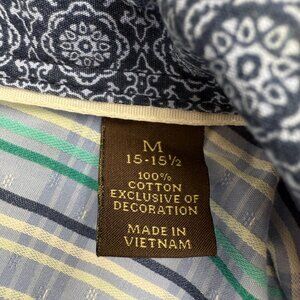 M
15-15½
100%
COTTON
EXCLUSIVE OF
DECORATION
MADE IN
VIETNAM